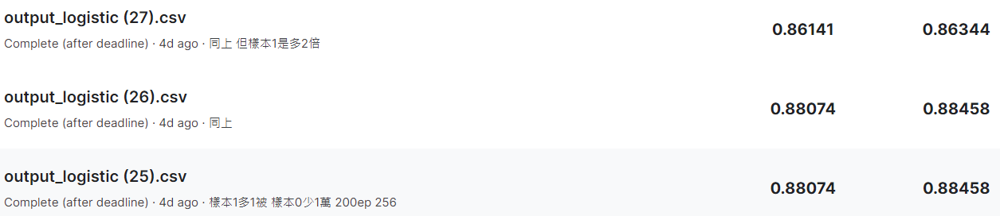 output_logistic (27).csv
0.86141 0.86344
Complete (after deadline) · 4d ago · 同上 但樣本1是多2倍
output_logistic (26).csv
0.88074 0.88458
Complete (after deadline) · 4d ago · 同上
output_logistic (25).csv
0.88074 0.88458
Complete (after deadline) · 4d ago · 樣本1多1被 樣本0少1萬 200ep 256